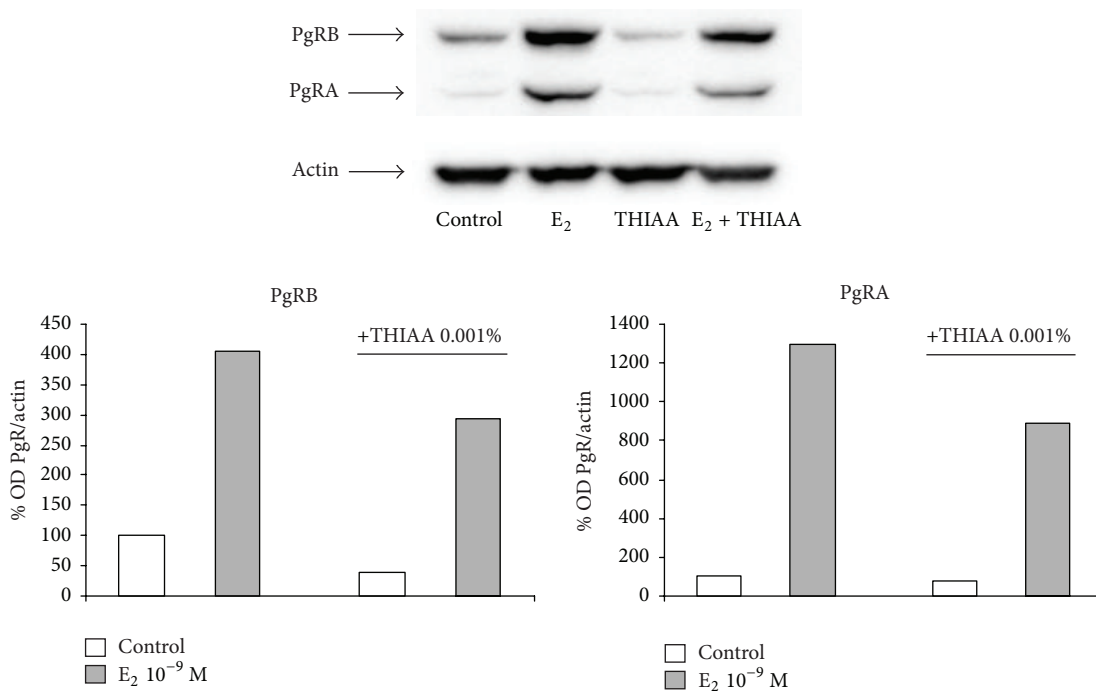 PgRB
PgRA
Actin
Control E₂ THIAA E₂ + THIAA
PgRB
% OD PgR/actin
450
400
350
300
250
200
150
100
50
0
+THIAA 0.001%
Control
E₂ 10⁻⁹ M
PgRA
% OD PgR/actin
1400
1200
1000
800
600
400
200
0
+THIAA 0.001%
Control
E₂ 10⁻⁹ M